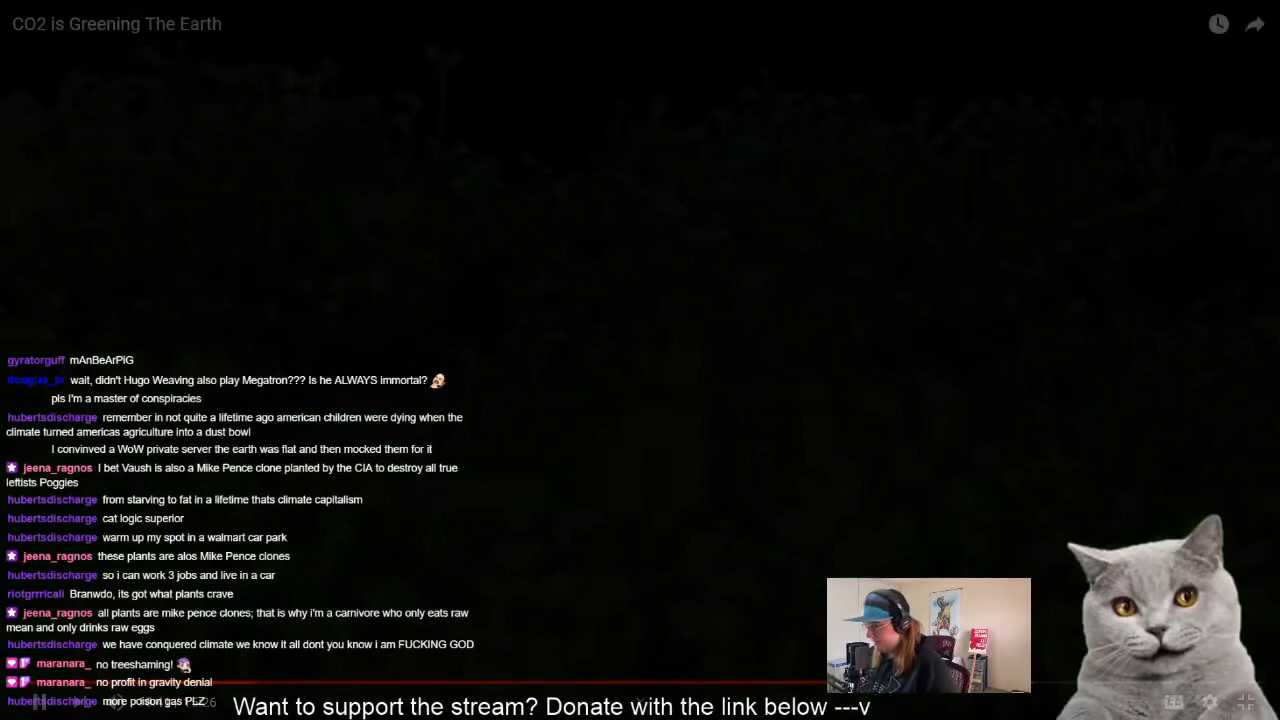 CO2 is Greening The Earth
gyratorguff mAnBeArPiG
wait, didn't Hugo Weaving also play Megatron??? Is he ALWAYS immortal?
pls I'm a master of conspiracies
hubertsdischarge remember in not quite a lifetime ago american children were dying when the
climate turned americas agriculture into a dust bowl
I convinved a WoW private server the earth was flat and then mocked them for it
jeena_ragnos I bet Vaush is also a Mike Pence clone planted by the CIA to destroy all true
leftists Poggies
hubertsdischarge from starving to fat in a lifetime thats climate capitalism
hubertsdischarge cat logic superior
hubertsdischarge warm up my spot in a walmart car park
jeena_ragnos these plants are alos Mike Pence clones
hubertsdischarge so i can work 3 jobs and live in a car
riotgrrrlcali Branwdo, its got what plants crave
jeena_ragnos all plants are mike pence clones; that is why i'm a carnivore who only eats raw
mean and only drinks raw eggs
hubertsdischarge we have conquered climate we know it all dont you know i am FUCKING GOD
maranara_ no treeshaming!
maranara_ no profit in gravity denial
hubertsdischarge more poison gas PLZ
Want to support the stream? Donate with the link below ---v